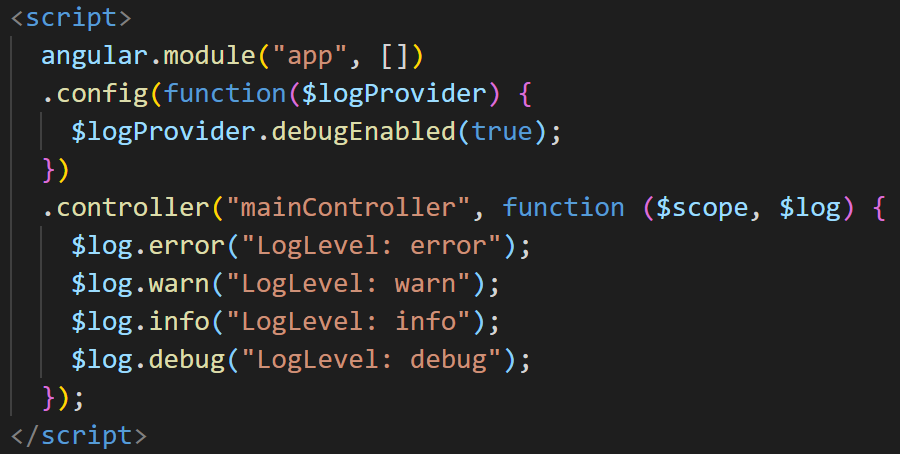 <script>
angular.module("app", [])
.config(function($logProvider) {
$logProvider.debugEnabled(true);
})
.controller("mainController", function ($scope, $log) {
$log.error("LogLevel: error");
$log.warn("LogLevel: warn");
$log.info("LogLevel: info");
$log.debug("LogLevel: debug");
});
</script>